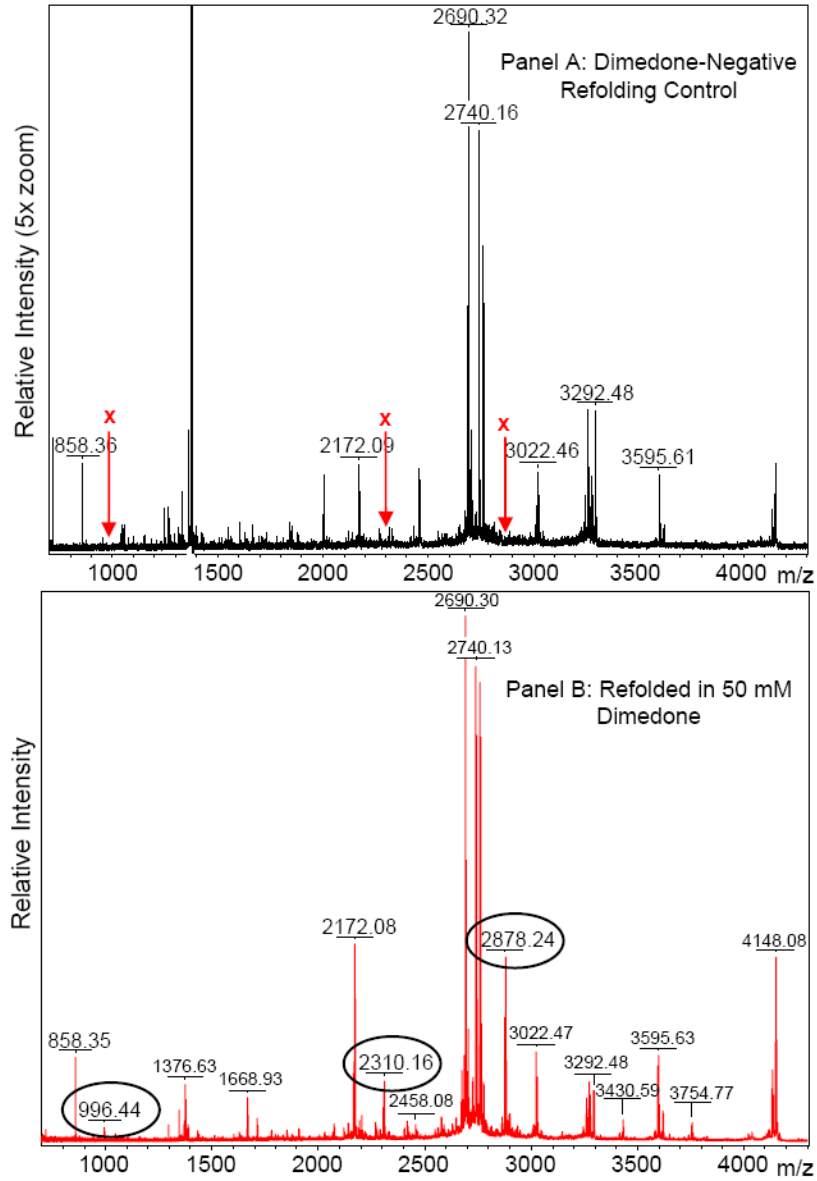 2690.32
Panel A: Dimedone-Negative
Refolding Control
2740.16
Relative Intensity (5x zoom)
x
x
x
858.36
2172.09
3022.46
3292.48
3595.61
1000 1500 2000 2500 3000 3500 4000 m/z
2690.30
2740.13
Panel B: Refolded in 50 mM
Dimedone
Relative Intensity
2172.08
2878.24
4148.08
858.35
1376.63
1668.93
2310.16
3022.47
3292.48
3595.63
996.44
2458.08
3430.59
3754.77
1000 1500 2000 2500 3000 3500 4000 m/z